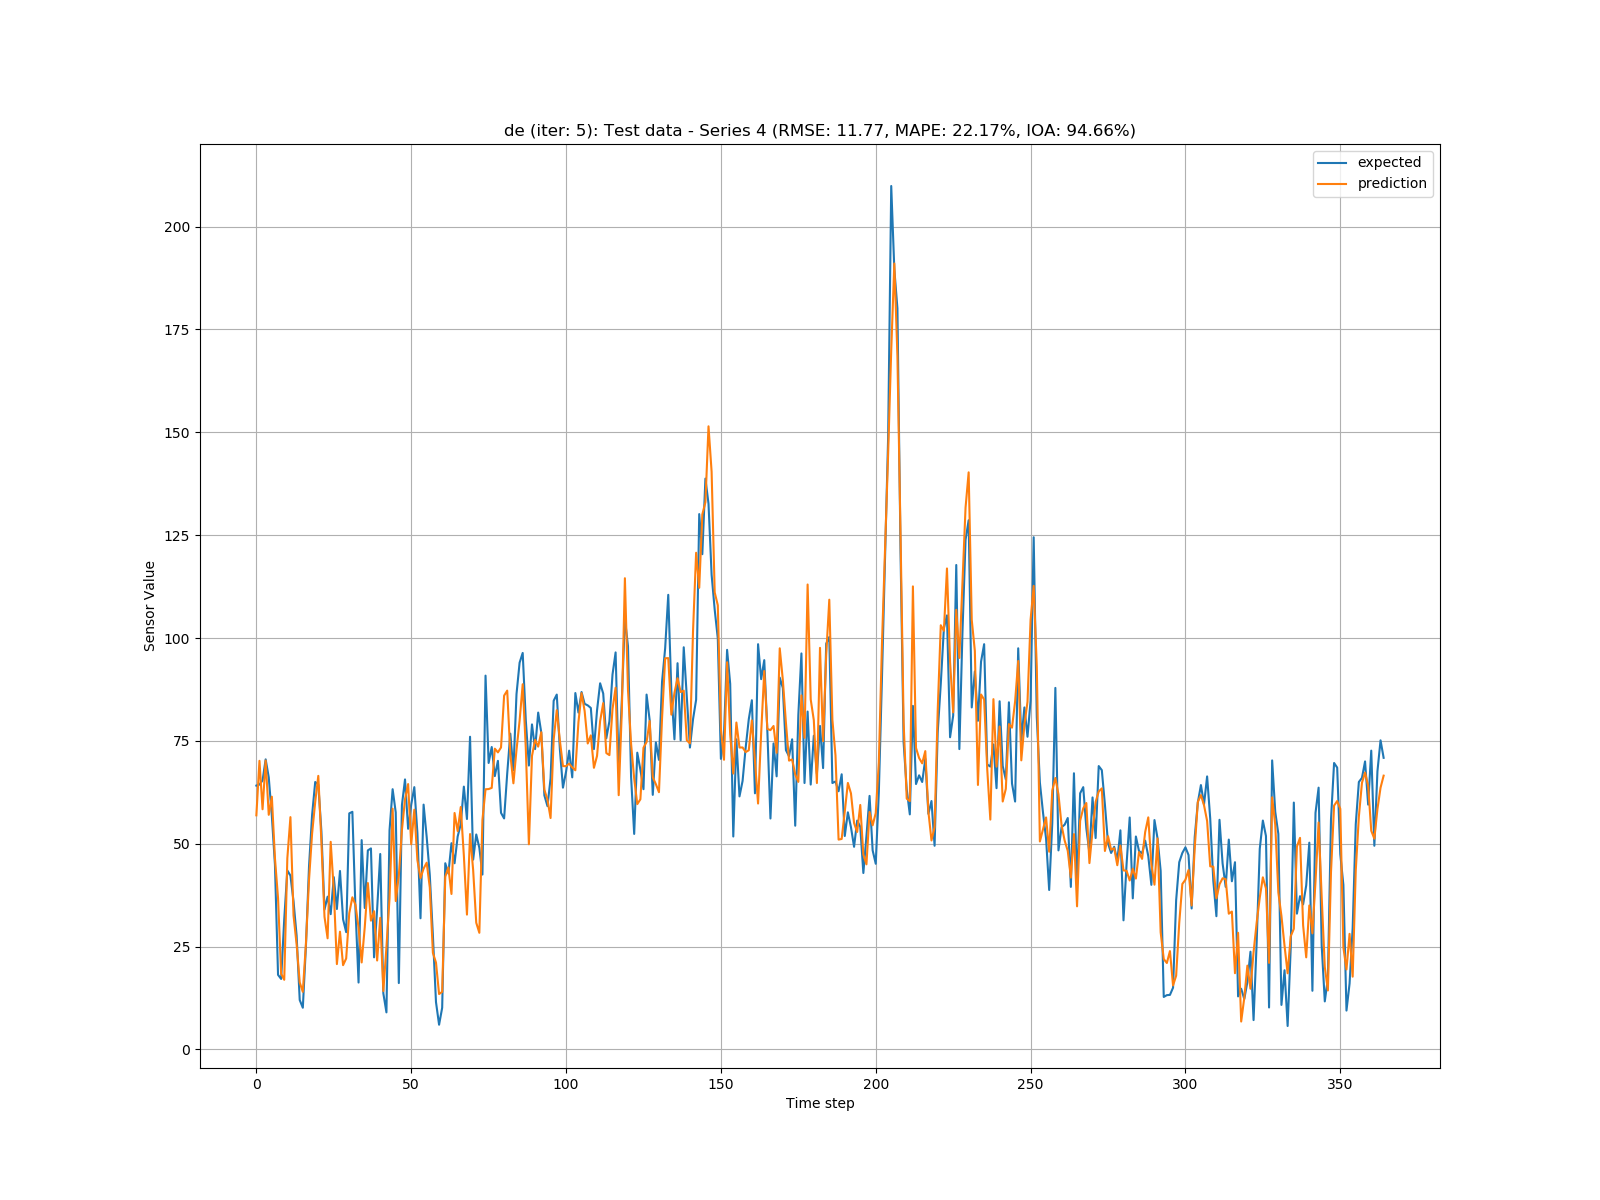 de (iter: 5): Test data - Series 4 (RMSE: 11.77, MAPE: 22.17%, IOA: 94.66%)
expected
prediction
200
175
150
125
100
75
50
25
0
Sensor Value
0 50 100 150 200 250 300 350
Time step